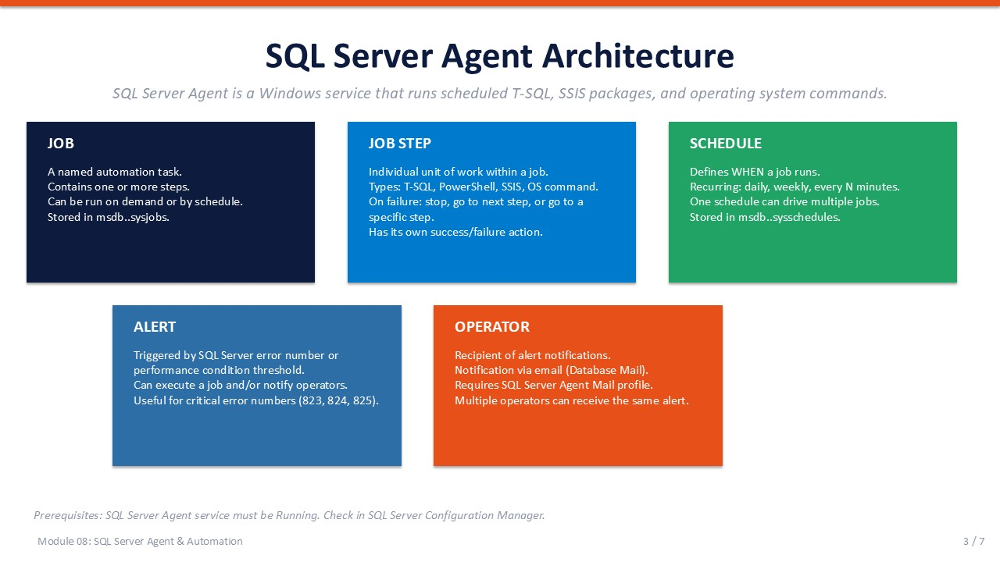 SQL Server Agent Architecture
SQL Server Agent is a Windows service that runs scheduled T-SQL, SSIS packages, and operating system commands.
JOB
A named automation task.
Contains one or more steps.
Can be run on demand or by schedule.
Stored in msdb..sysjobs.
JOB STEP
Individual unit of work within a job.
Types: T-SQL, PowerShell, SSIS, OS command.
On failure: stop, go to next step, or go to a
specific step.
Has its own success/failure action.
SCHEDULE
Defines WHEN a job runs.
Recurring: daily, weekly, every N minutes.
One schedule can drive multiple jobs.
Stored in msdb..sysschedules.
ALERT
Triggered by SQL Server error number or
performance condition threshold.
Can execute a job and/or notify operators.
Useful for critical error numbers (823, 824, 825).
OPERATOR
Recipient of alert notifications.
Notification via email (Database Mail).
Requires SQL Server Agent Mail profile.
Multiple operators can receive the same alert.
Prerequisites: SQL Server Agent service must be Running. Check in SQL Server Configuration Manager.
Module 08: SQL Server Agent & Automation
3 / 7